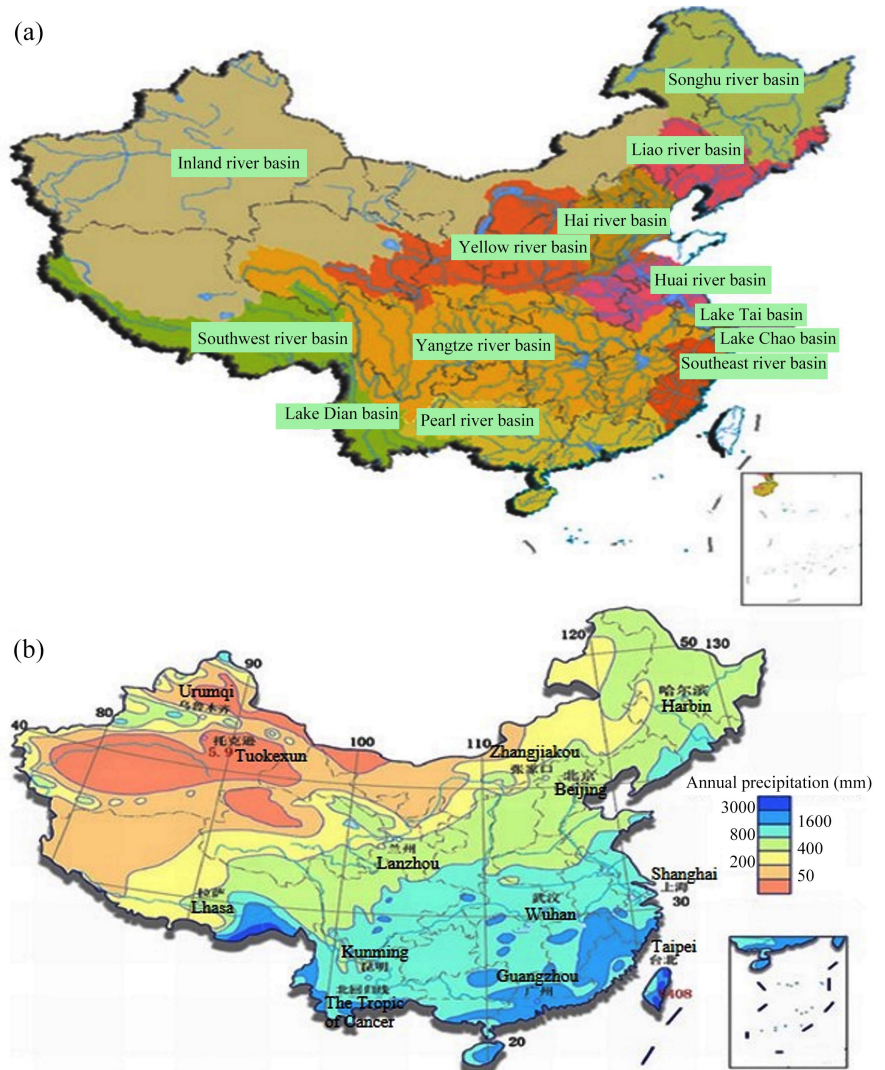 (a)
Songhu river basin
Liao river basin
Inland river basin
Hai river basin
Yellow river basin
Huai river basin
Lake Tai basin
Lake Chao basin
Southwest river basin
Yangtze river basin
Southeast river basin
Lake Dian basin
Pearl river basin
(b)
120
50
130
90
Urumqi
乌鲁木齐
哈尔滨
Harbin
80
40
托克逊
5.9
Tuokexun
100
110
Zhangjiakou
张家口
北京
Beijing
Annual precipitation (mm)
3000
1600
800
400
200
50
兰州
Lanzhou
Shanghai
上海
30
拉萨
Lhasa
武汉
Wuhan
Kunming
昆明
Taipei
台北
Guangzhou
广州
北回归线
The Tropic
of Cancer
20